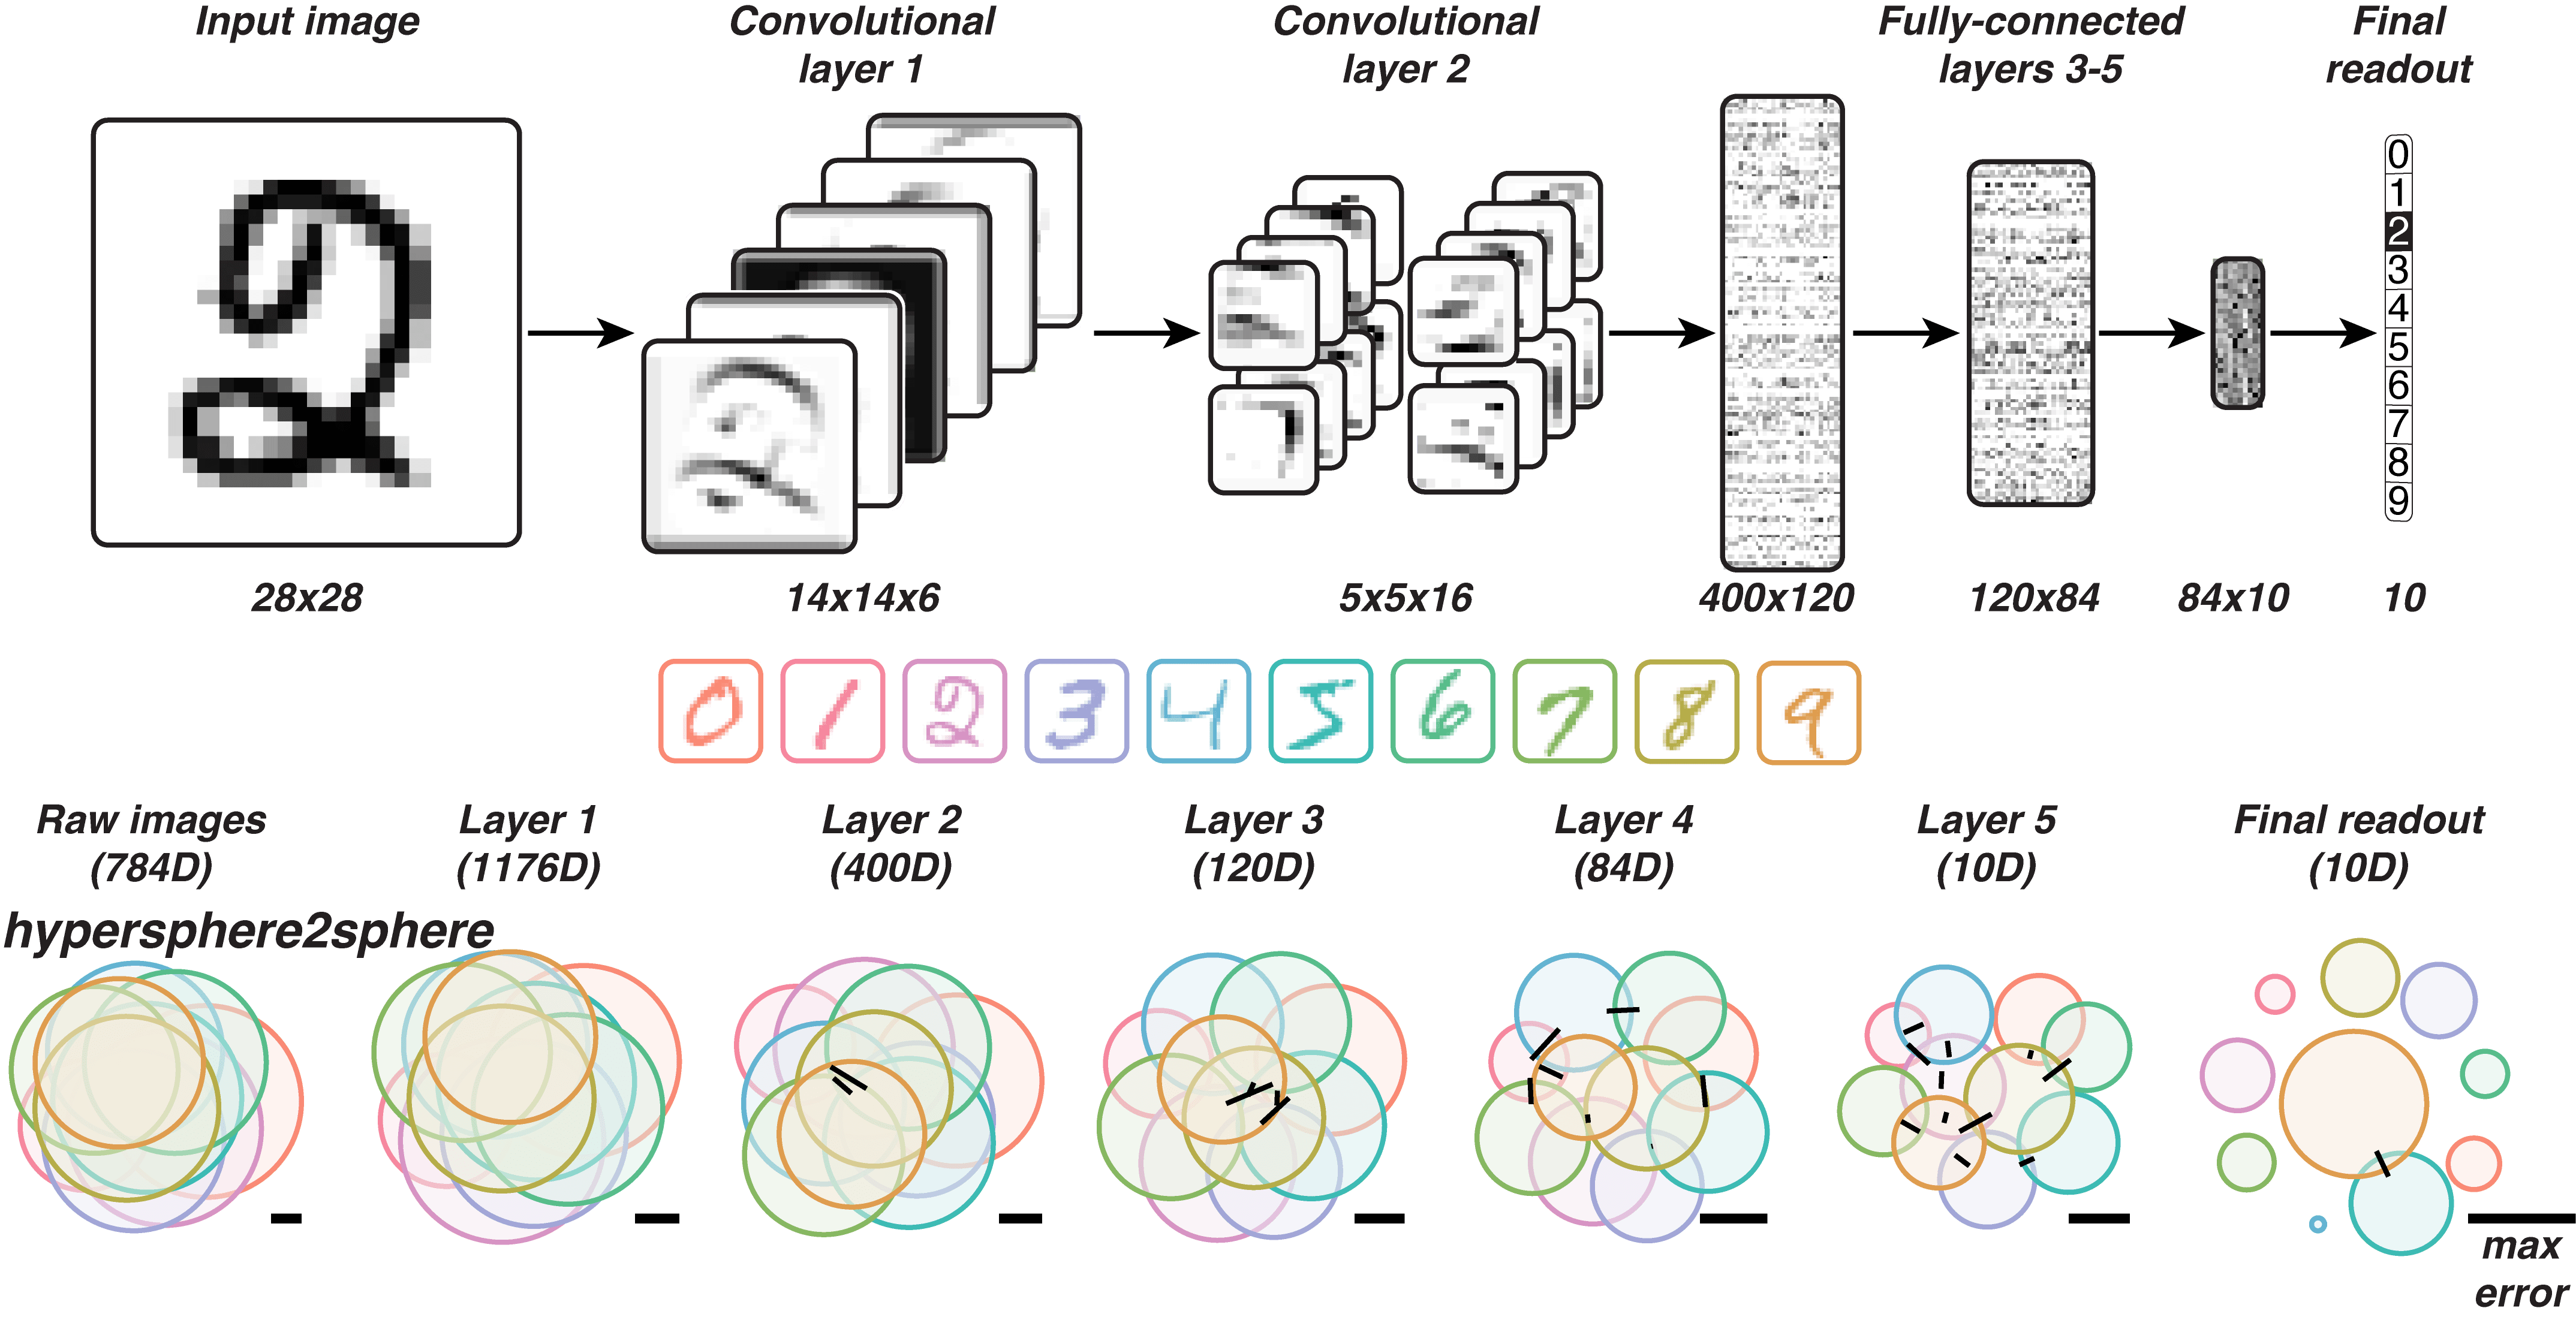 Input image
Convolutional
layer 1
Convolutional
layer 2
Fully-connected
layers 3-5
Final
readout
0
1
2
3
4
5
6
7
8
9
28x28
14x14x6
5x5x16
400x120
120x84
84x10
10
0 1 2 3 4 5 6 7 8 9
Raw images
(784D)
Layer 1
(1176D)
Layer 2
(400D)
Layer 3
(120D)
Layer 4
(84D)
Layer 5
(10D)
Final readout
(10D)
hypersphere2sphere
max
error